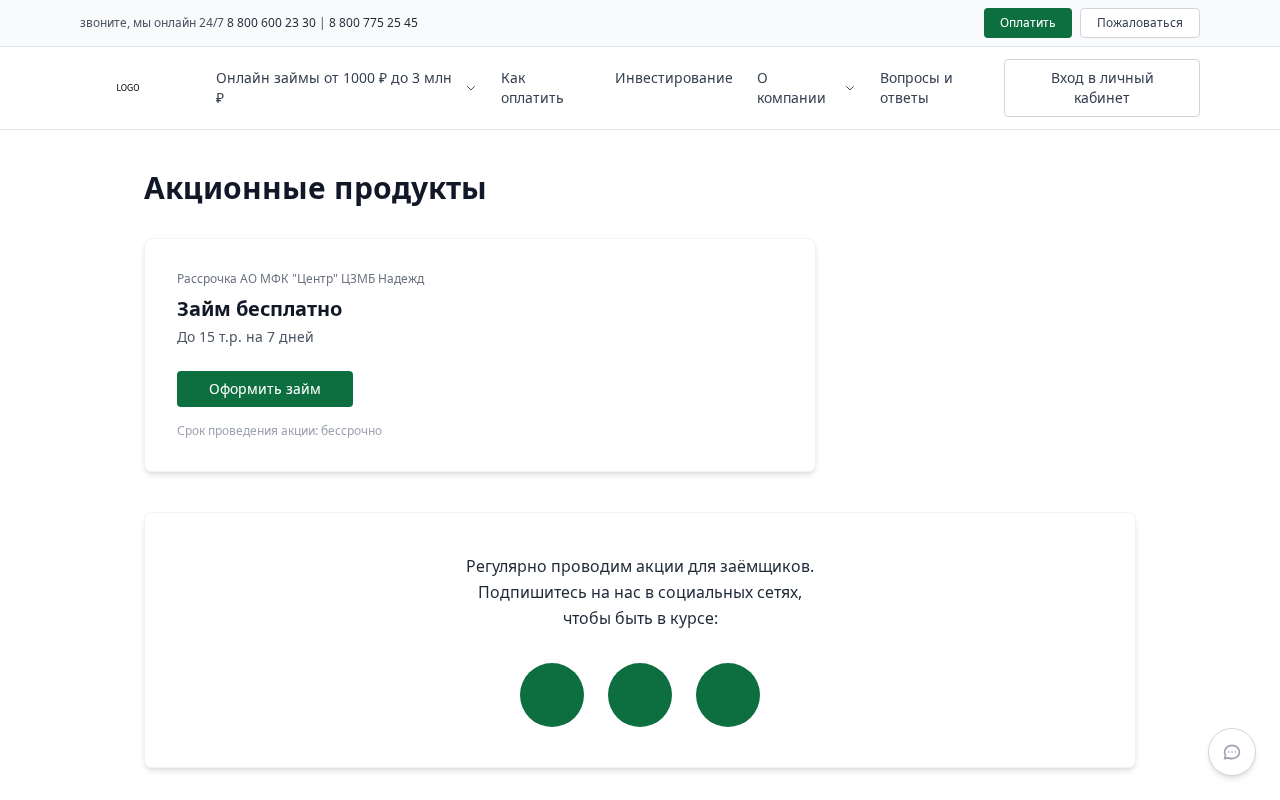 звоните, мы онлайн 24/7 8 800 600 23 30 | 8 800 775 25 45
Оплатить
Пожаловаться
LOGO
Онлайн займы от 1000 ₽ до 3 млн
₽
Как
оплатить
Инвестирование
О
компании
Вопросы и
ответы
Вход в личный
кабинет
Акционные продукты
Рассрочка АО МФК "Центр" ЦЗМБ Надежд
Займ бесплатно
До 15 т.р. на 7 дней
Оформить займ
Срок проведения акции: бессрочно
Регулярно проводим акции для заёмщиков.
Подпишитесь на нас в социальных сетях,
чтобы быть в курсе: